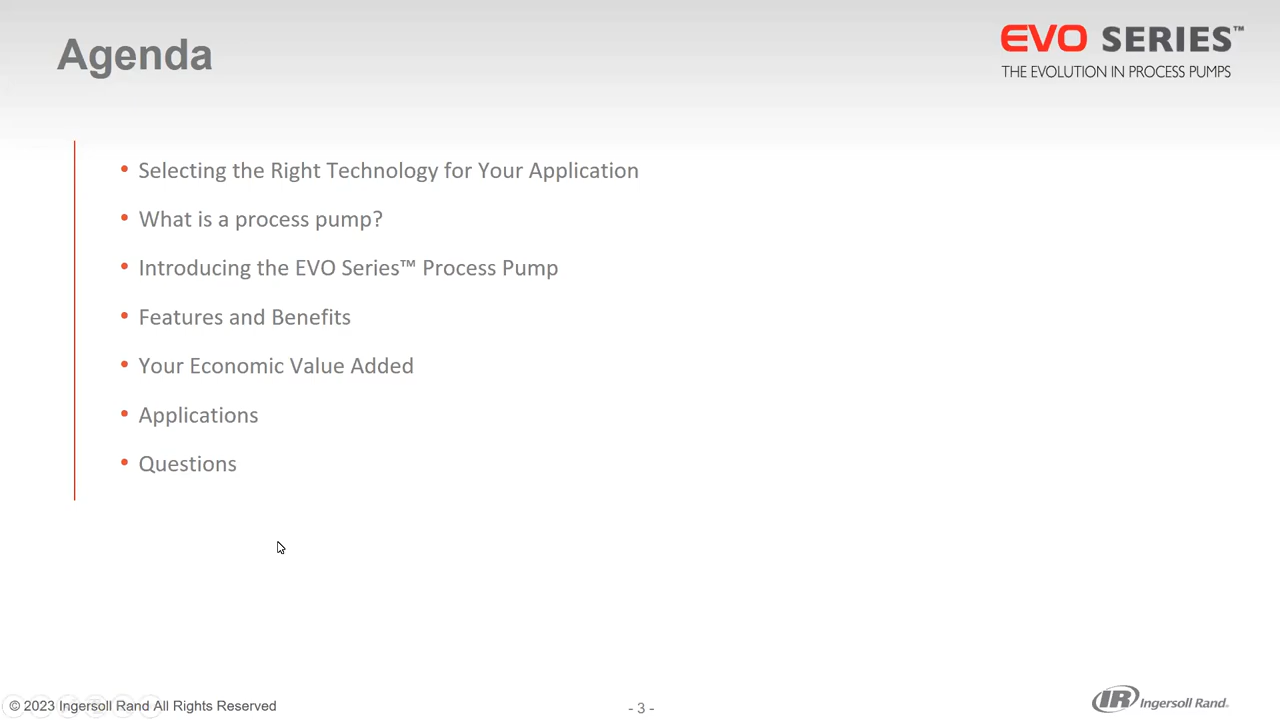 Agenda
EVO SERIES™
THE EVOLUTION IN PROCESS PUMPS
• Selecting the Right Technology for Your Application
• What is a process pump?
• Introducing the EVO Series™ Process Pump
• Features and Benefits
• Your Economic Value Added
• Applications
• Questions
© 2023 Ingersoll Rand All Rights Reserved
- 3 -
IR Ingersoll Rand.